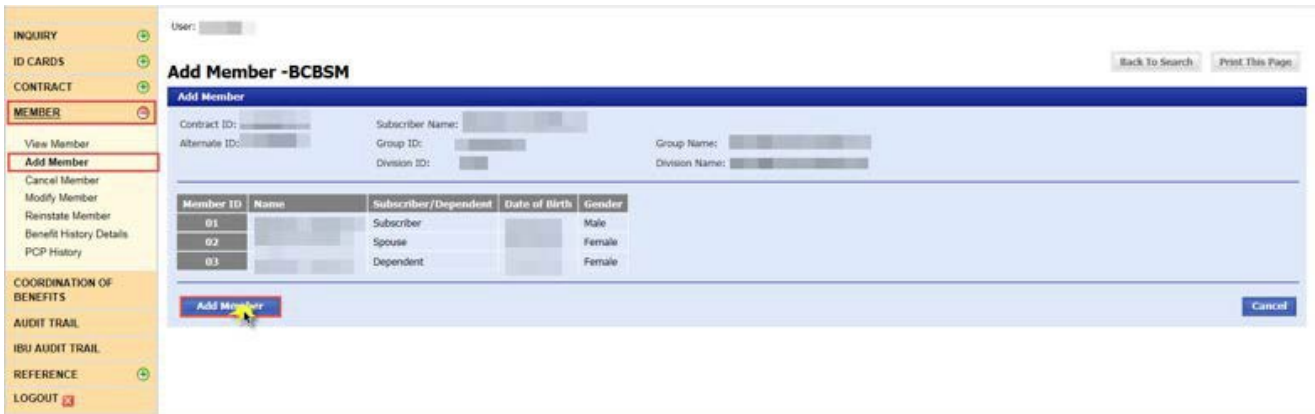 User:
INQUIRY
ID CARDS
CONTRACT
MEMBER
View Member
Add Member
Cancel Member
Modify Member
Reinstate Member
Benefit History Details
PCP History
COORDINATION OF
BENEFITS
AUDIT TRAIL
IBU AUDIT TRAIL
REFERENCE
LOGOUT
Add Member -BCBSM
Back To Search Print This Page
Add Member
Contract ID: Subscriber Name:
Alternate ID: Group ID: Group Name:
Division ID: Division Name:
Member ID Name Subscriber/Dependent Date of Birth Gender
01 Subscriber Male
02 Spouse Female
03 Dependent Female
Add Member Cancel